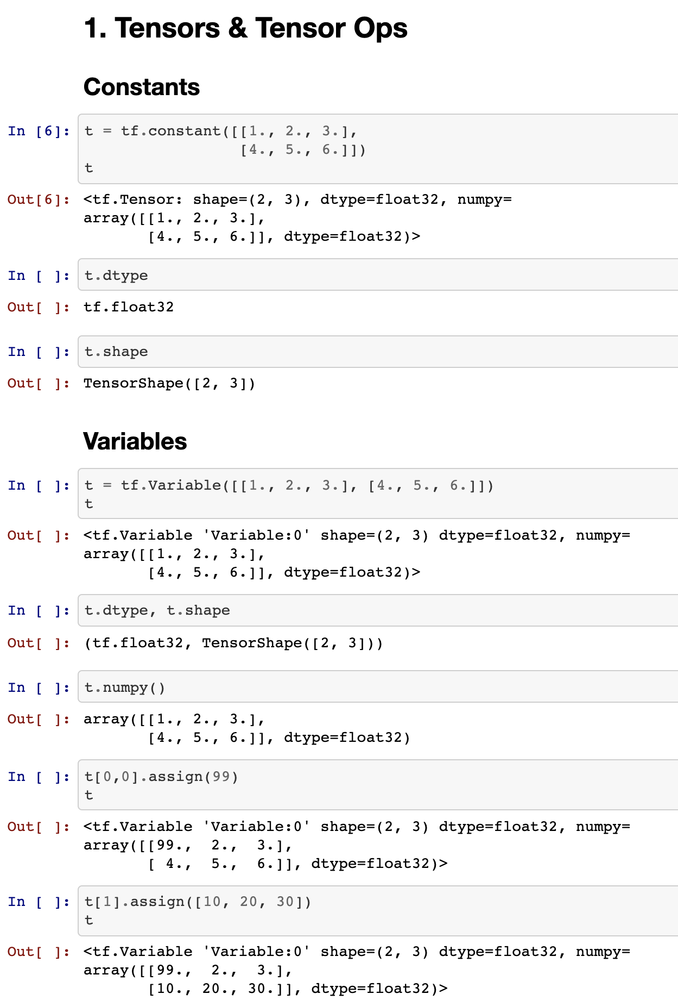 1. Tensors & Tensor Ops
Constants
In [6]: t = tf.constant([[1., 2., 3.],
                 [4., 5., 6.]])
t
Out[6]: <tf.Tensor: shape=(2, 3), dtype=float32, numpy=
array([[1., 2., 3.],
       [4., 5., 6.]], dtype=float32)>
In [ ]: t.dtype
Out[ ]: tf.float32
In [ ]: t.shape
Out[ ]: TensorShape([2, 3])
Variables
In [ ]: t = tf.Variable([[1., 2., 3.], [4., 5., 6.]])
t
Out[ ]: <tf.Variable 'Variable:0' shape=(2, 3) dtype=float32, numpy=
array([[1., 2., 3.],
       [4., 5., 6.]], dtype=float32)>
In [ ]: t.dtype, t.shape
Out[ ]: (tf.float32, TensorShape([2, 3]))
In [ ]: t.numpy()
Out[ ]: array([[1., 2., 3.],
       [4., 5., 6.]], dtype=float32)
In [ ]: t[0,0].assign(99)
t
Out[ ]: <tf.Variable 'Variable:0' shape=(2, 3) dtype=float32, numpy=
array([[99.,  2.,  3.],
       [ 4.,  5.,  6.]], dtype=float32)>
In [ ]: t[1].assign([10, 20, 30])
t
Out[ ]: <tf.Variable 'Variable:0' shape=(2, 3) dtype=float32, numpy=
array([[99.,  2.,  3.],
       [10., 20., 30.]], dtype=float32)>